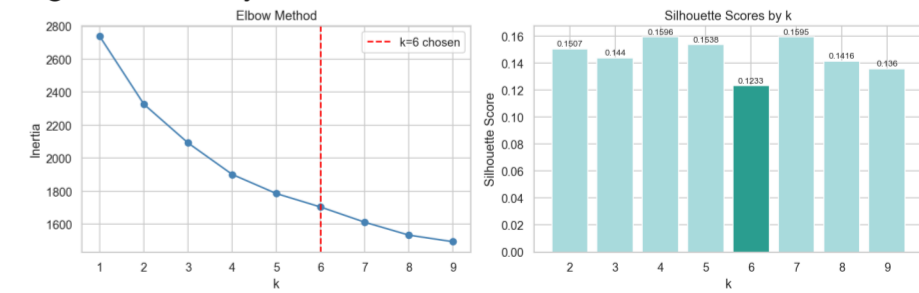 Elbow Method
2800
2600
2400
2200
2000
1800
1600
Inertia
k=6 chosen
1 2 3 4 5 6 7 8 9
k
Silhouette Scores by k
0.16
0.14
0.12
0.10
0.08
0.06
0.04
0.02
0.00
Silhouette Score
0.1507
0.144
0.1596
0.1538
0.1233
0.1595
0.1416
0.136
2 3 4 5 6 7 8 9
k